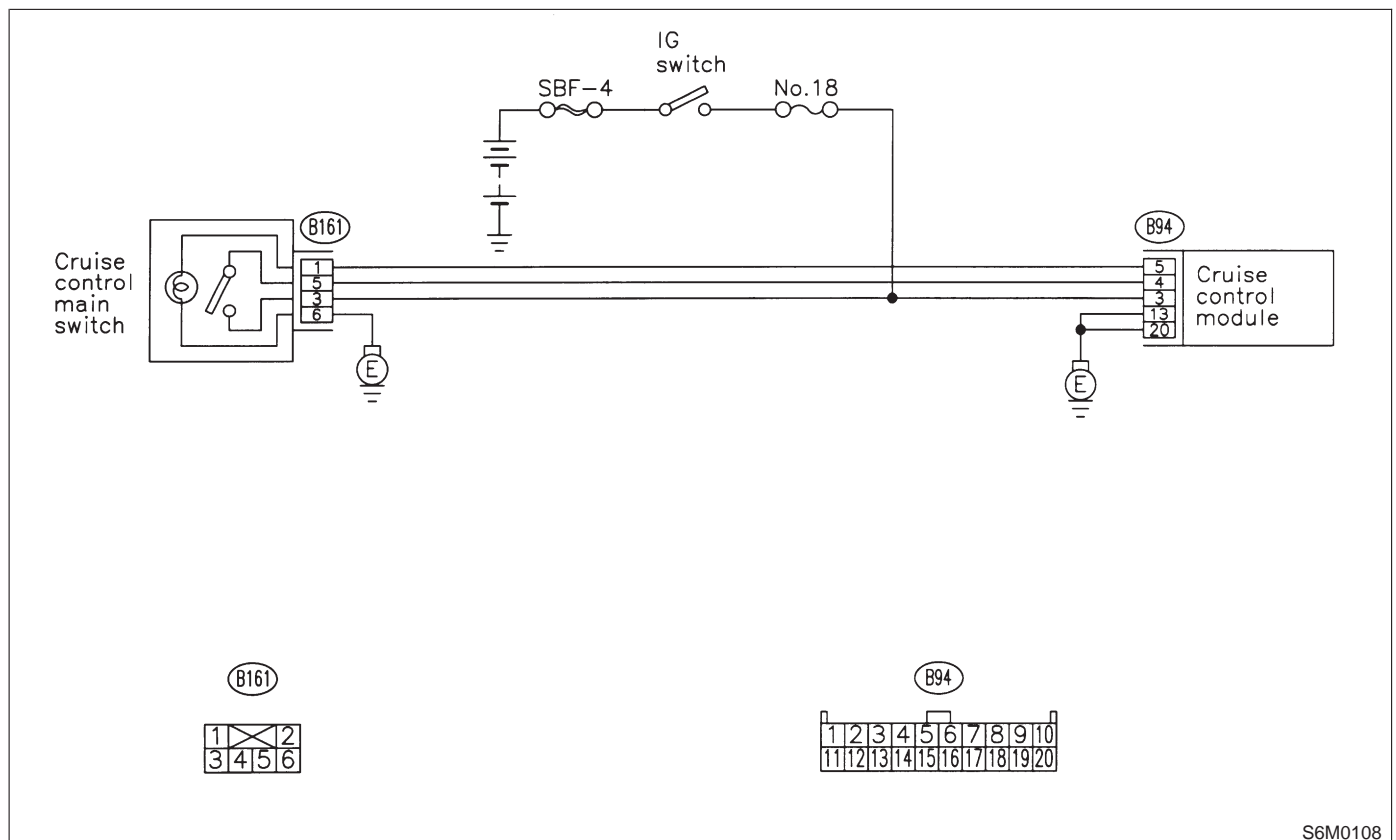 IG
switch
SBF-4
No.18
B161
B94
Cruise
control
main
switch
1
5
3
6
5
4
3
13
20
Cruise
control
module
E
E
B161
B94
1 2
3 4 5 6
1 2 3 4 5 6 7 8 9 10
11 12 13 14 15 16 17 18 19 20
S6M0108